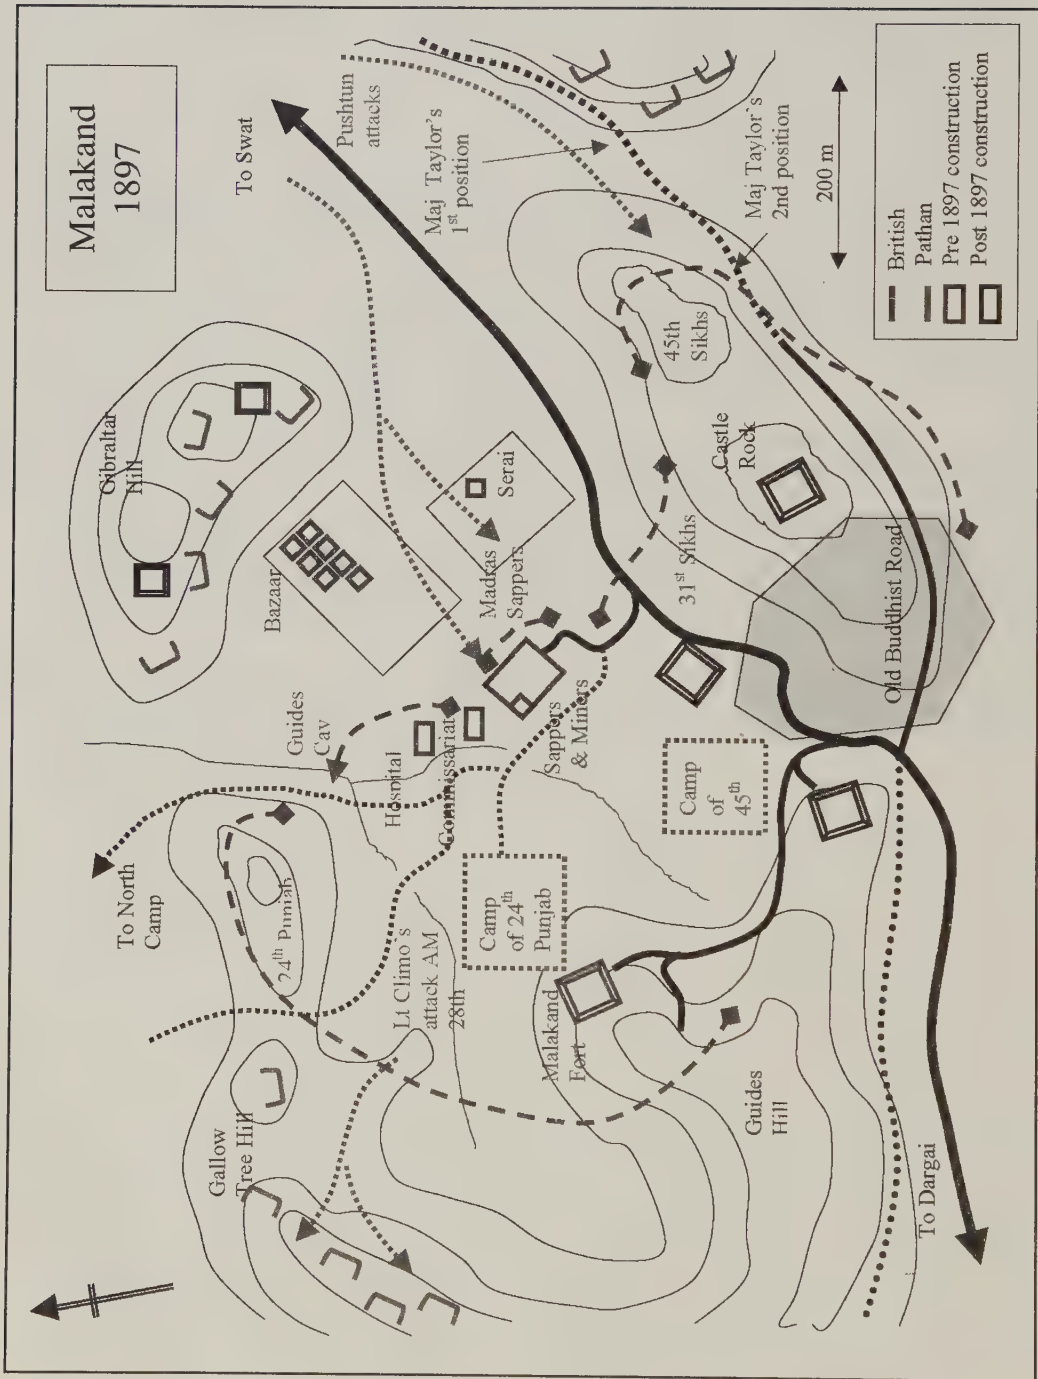 Malakand
1897
To Swat
Pushtun
attacks
Maj Taylor's
1st position
Maj Taylor`s
2nd position
200 m
British
Pathan
Pre 1897 construction
Post 1897 construction
Gibraltar
Hill
Bazaar
Serai
Madras
Sappers
45th
Sikhs
Castle
Rock
31st Sikhs
Old Buddhist Road
Guides
Cav
Hospital
Commissariat
Sappers
& Miners
Camp
of
45th
To North
Camp
24th Punjab
Lt Climo`s
attack AM
28th
Camp
of 24th
Punjab
Malakand
Fort
Guides
Hill
Gallow
Tree Hill
To Dargai